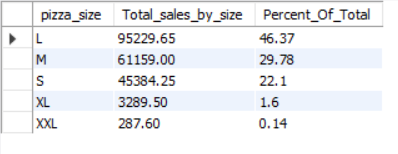 pizza_size Total_sales_by_size Percent_Of_Total
L 95229.65 46.37
M 61159.00 29.78
S 45384.25 22.1
XL 3289.50 1.6
XXL 287.60 0.14